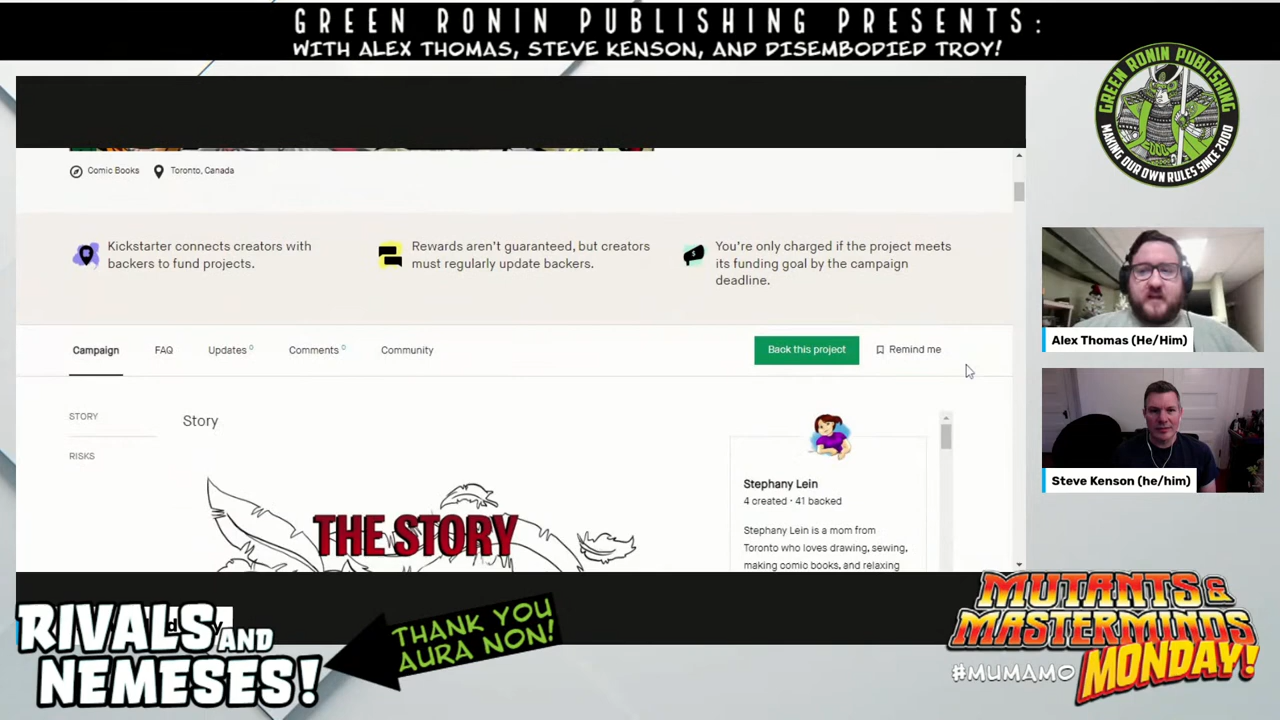 GREEN RONIN PUBLISHING PRESENTS:
WITH ALEX THOMAS, STEVE KENSON, AND DISEMBODIED TROY!
GREEN RONIN PUBLISHING
MAKING OUR OWN RULES SINCE 2000
Comic Books
Toronto, Canada
Kickstarter connects creators with
backers to fund projects.
Rewards aren't guaranteed, but creators
must regularly update backers.
You're only charged if the project meets
its funding goal by the campaign
deadline.
Campaign
FAQ
Updates 0
Comments 0
Community
Back this project
Remind me
STORY
RISKS
Story
THE STORY
Stephany Lein
4 created · 41 backed
Stephany Lein is a mom from
Toronto who loves drawing, sewing,
making comic books, and relaxing
Alex Thomas (He/Him)
Steve Kenson (he/him)
RIVALS AND
NEMESES!
THANK YOU
AURA NON!
MUTANTS &
MASTERMINDS
MONDAY!
#MUMAMO